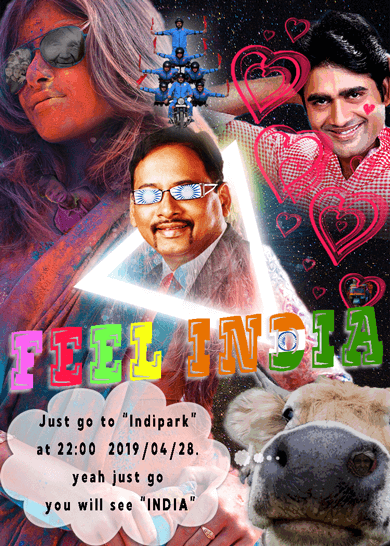 FEEL INDIA
Just go to “Indipark”
at 22:00 2019/04/28.
yeah just go
you will see “INDIA”